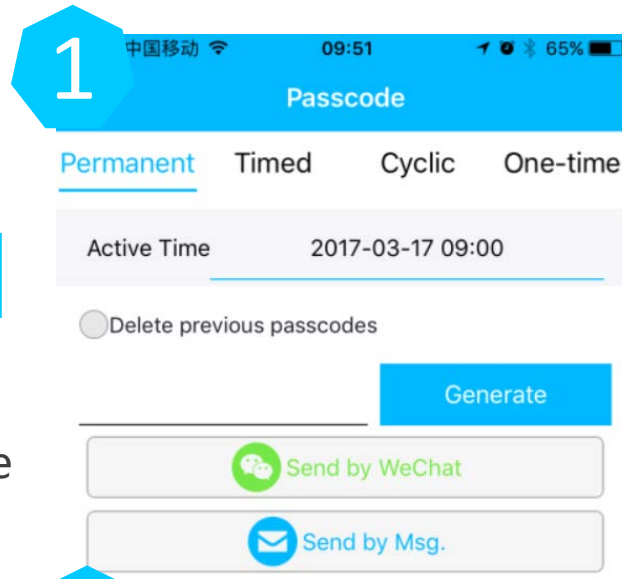 1
中国移动 09:51 65%
Passcode
Permanent Timed Cyclic One-time
Active Time 2017-03-17 09:00
Delete previous passcodes
Generate
e
Send by WeChat
Send by Msg.